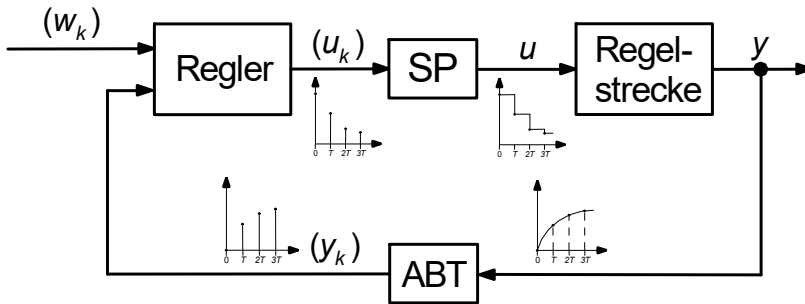 (w_k)
Regler
(u_k)
SP
u
Regel-
strecke
y
0 T 2T 3T
0 T 2T 3T
0 T 2T 3T
(y_k)
ABT
0 T 2T 3T